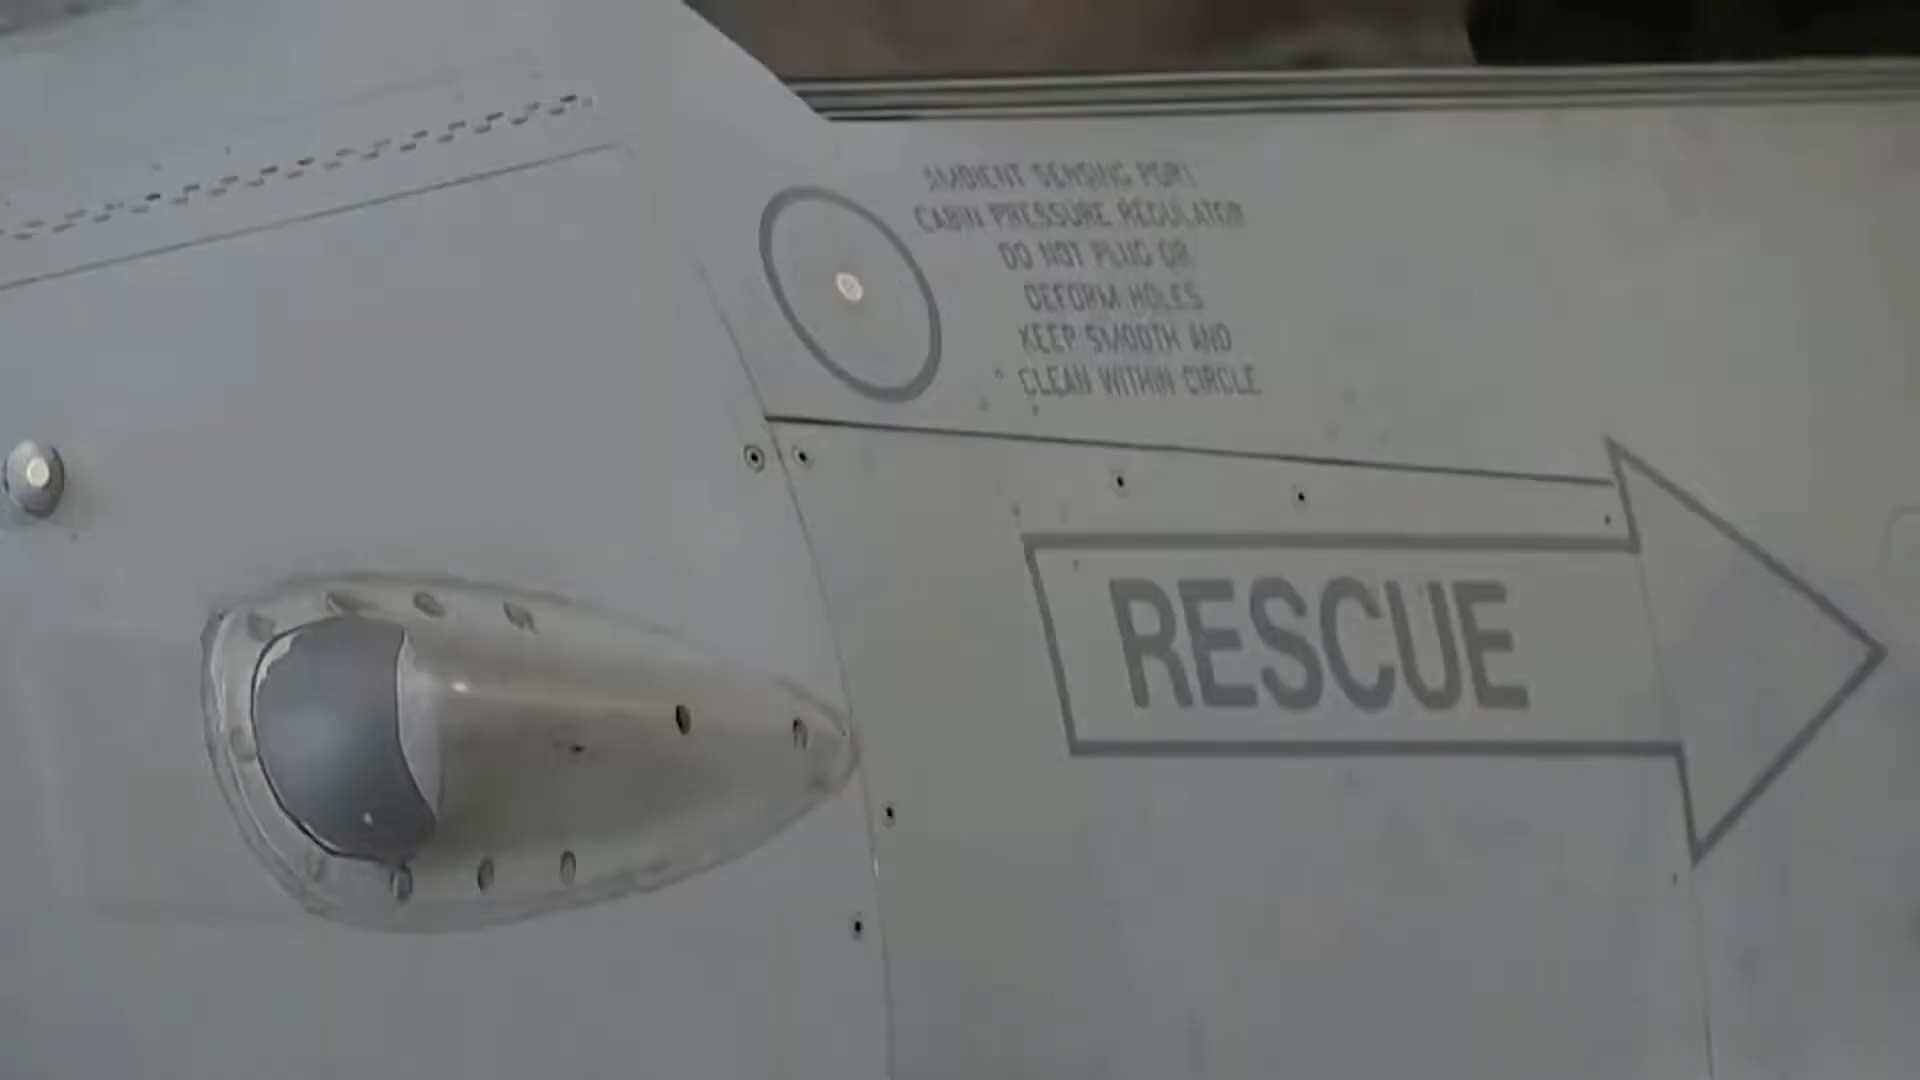 AMBIENT SENSING PORT
CABIN PRESSURE REGULATOR
DO NOT PLUG OR
DEFORM HOLES
KEEP SMOOTH AND
CLEAN WITHIN CIRCLE
RESCUE